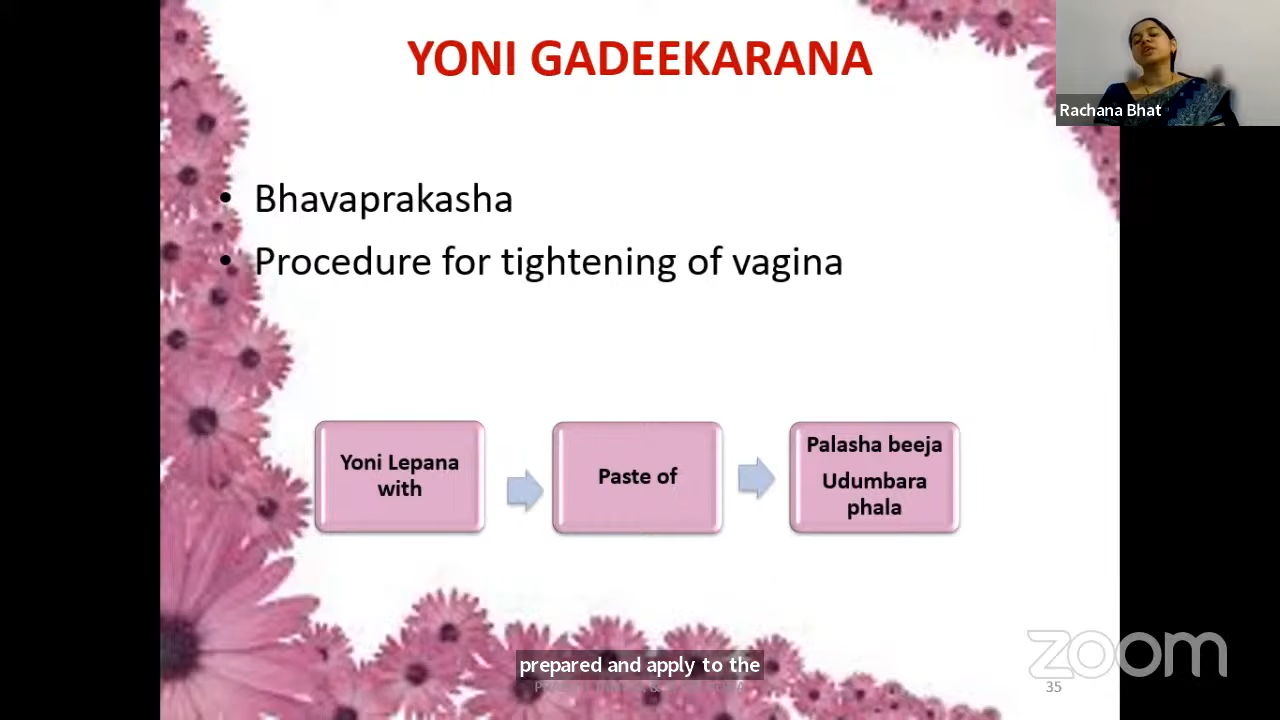 YONI GADEEKARANA
Rachana Bhat
• Bhavaprakasha
• Procedure for tightening of vagina
Yoni Lepana
with
Paste of
Palasha beeja
Udumbara
phala
prepared and apply to the
zoom
35